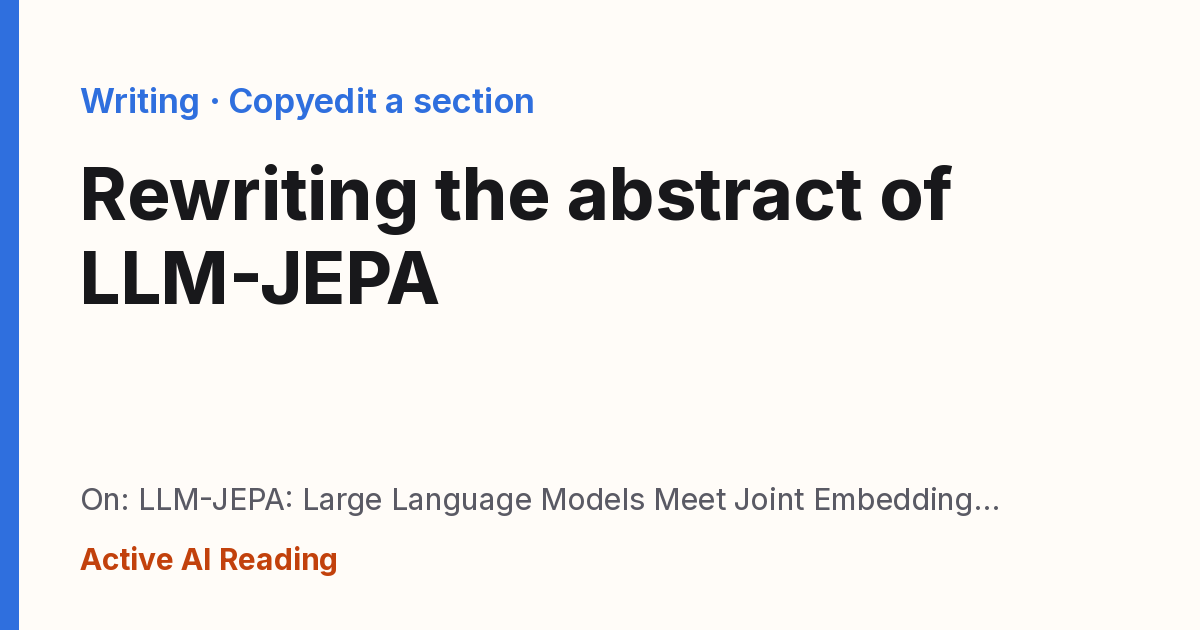 Writing · Copyedit a section
Rewriting the abstract of
LLM-JEPA
On: LLM-JEPA: Large Language Models Meet Joint Embedding...
Active AI Reading